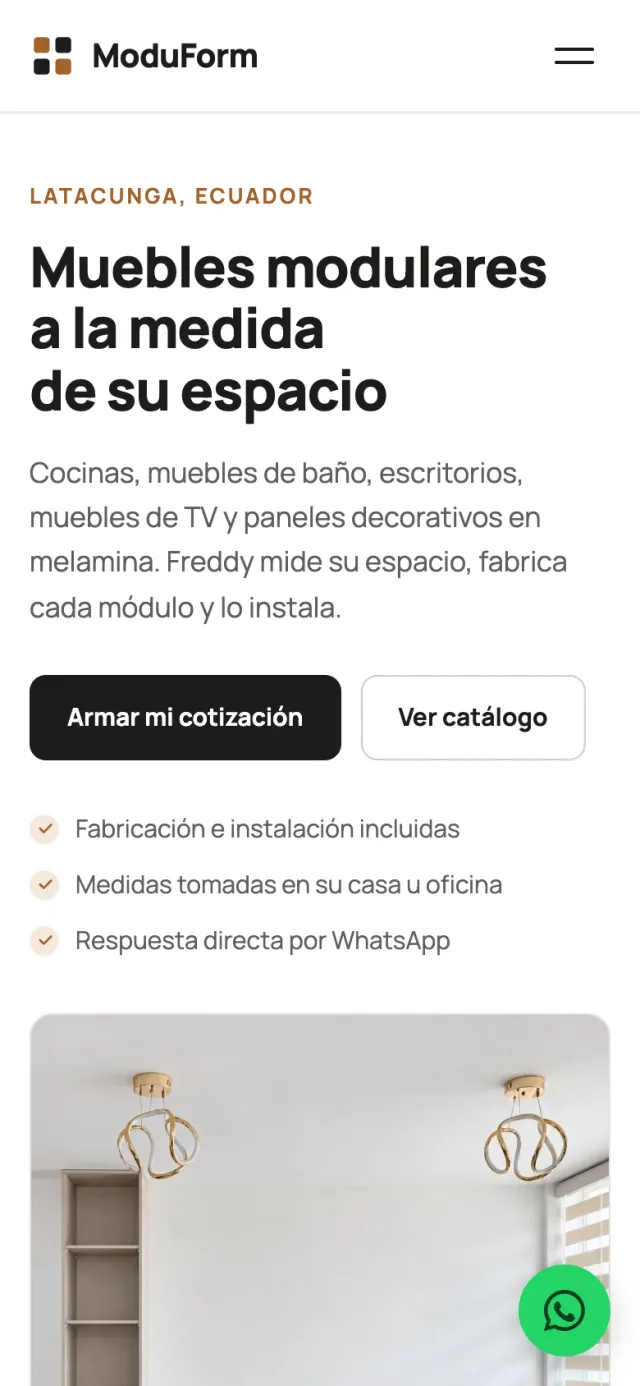 ModuForm
LATACUNGA, ECUADOR
Muebles modulares
a la medida
de su espacio
Cocinas, muebles de baño, escritorios,
muebles de TV y paneles decorativos en
melamina. Freddy mide su espacio, fabrica
cada módulo y lo instala.
Armar mi cotización
Ver catálogo
Fabricación e instalación incluidas
Medidas tomadas en su casa u oficina
Respuesta directa por WhatsApp